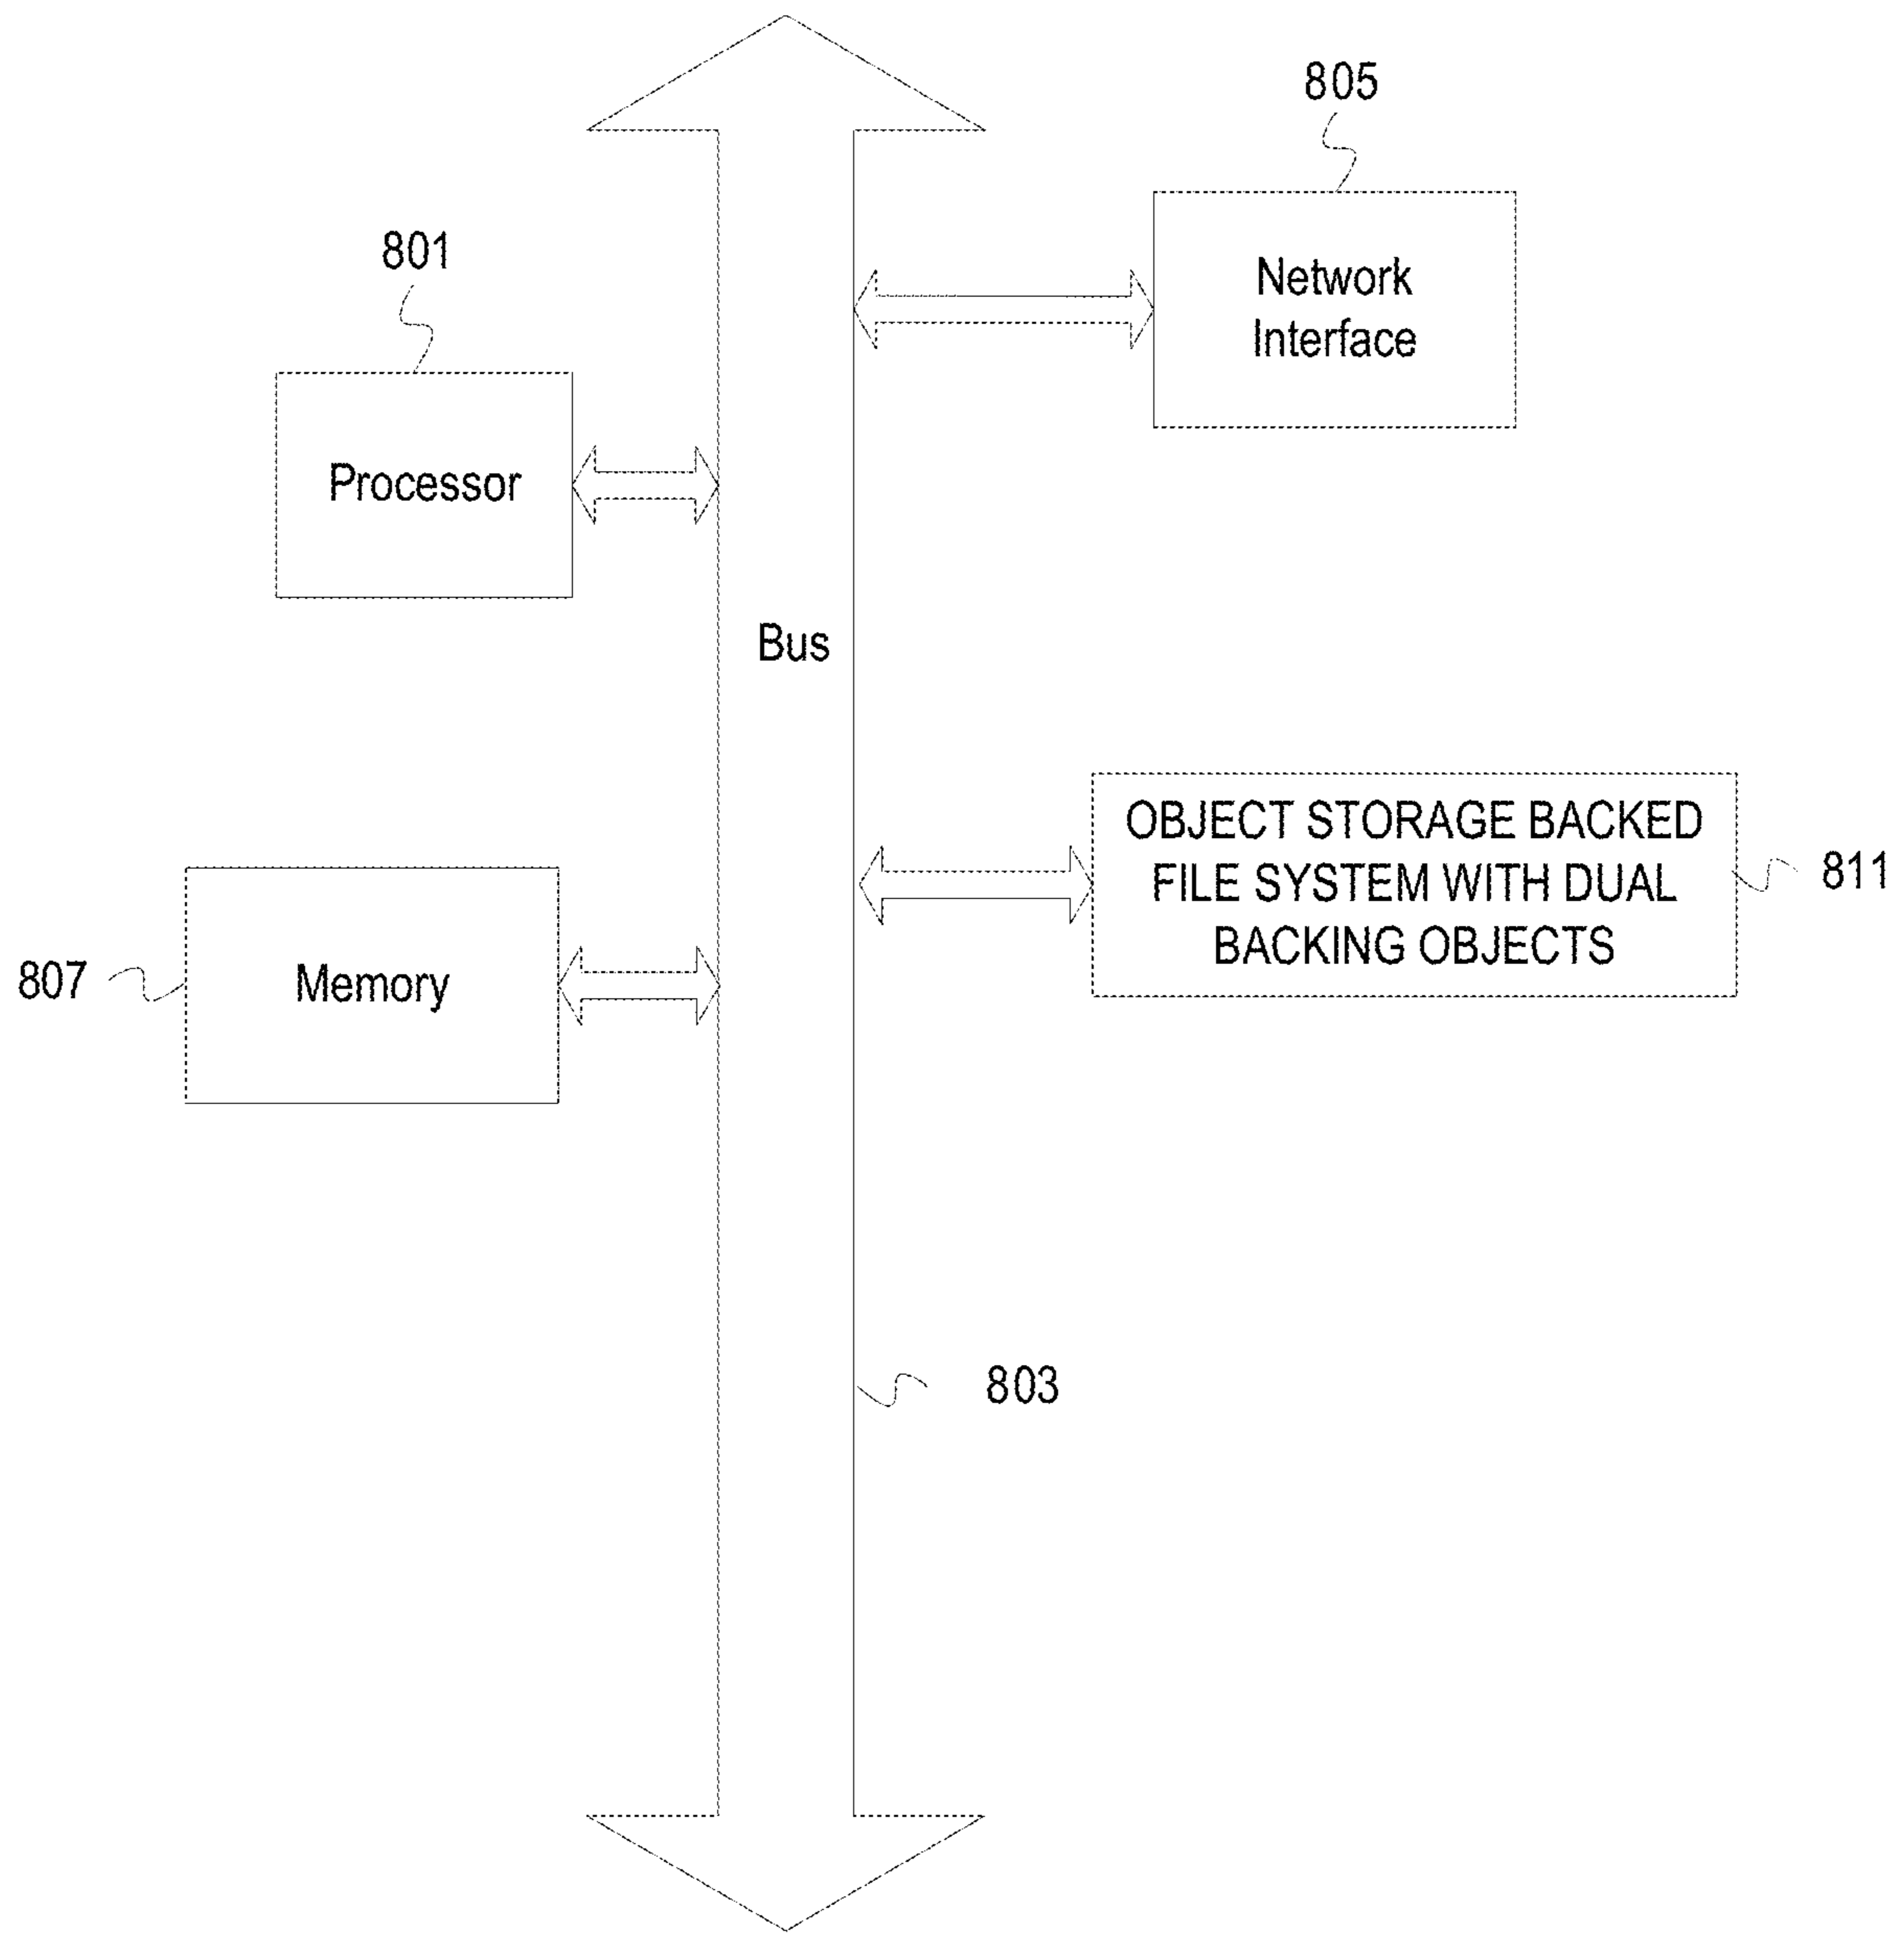 805
801
Network
Interface
Processor
Bus
OBJECT STORAGE BACKED
FILE SYSTEM WITH DUAL
BACKING OBJECTS
811
807
Memory
803